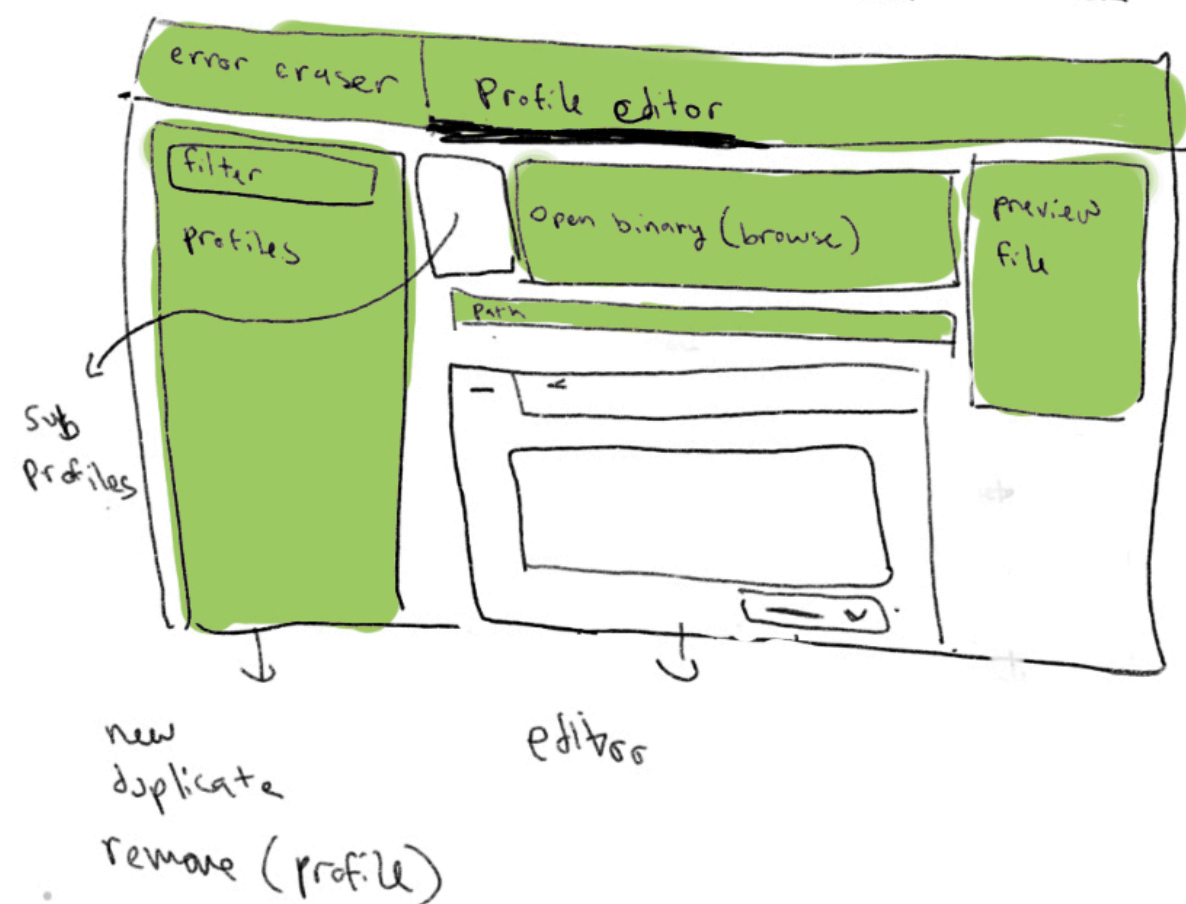 error eraser
Profile editor
filter
profiles
open binary (browse)
preview
file
path
sub
profiles
editor
new
duplicate
remove (profile)